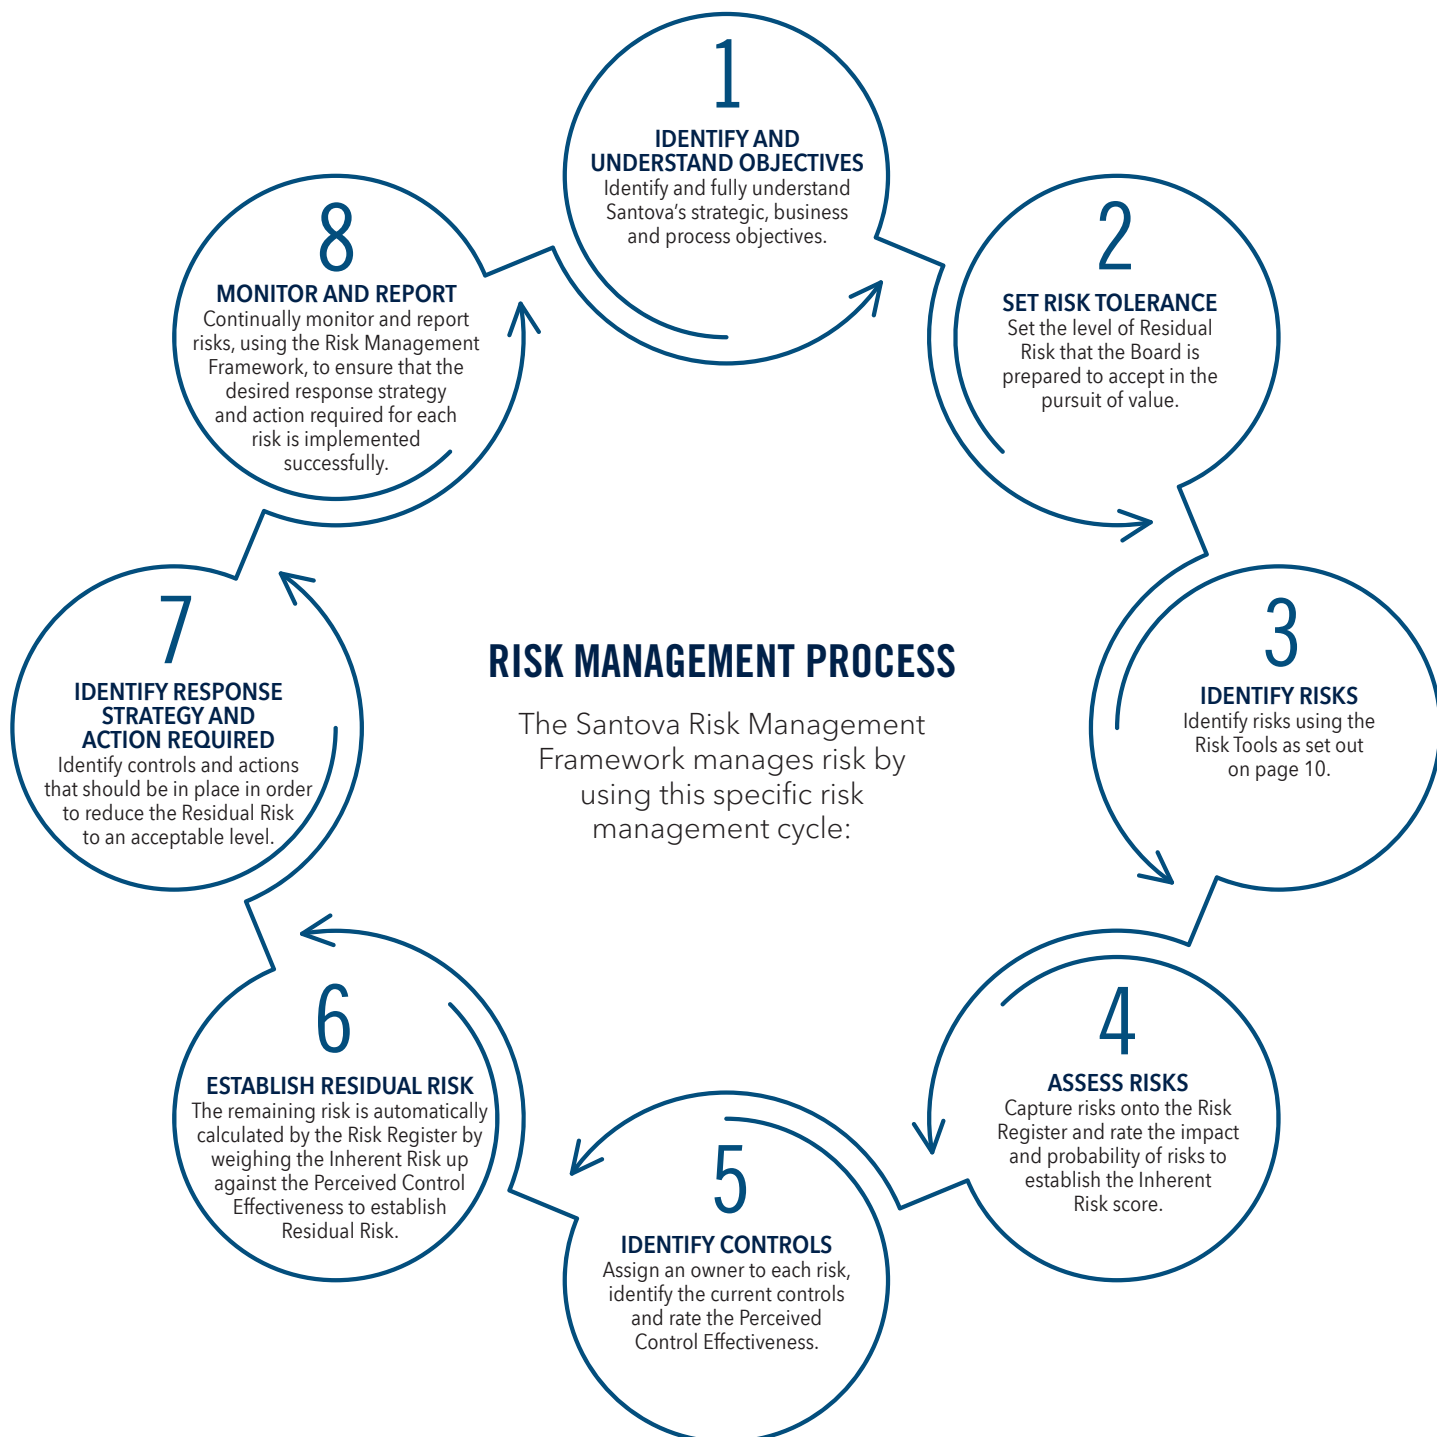 1
IDENTIFY AND
UNDERSTAND OBJECTIVES
Identify and fully understand
Santova's strategic, business
and process objectives.
2
SET RISK TOLERANCE
Set the level of Residual
Risk that the Board is
prepared to accept in the
pursuit of value.
3
IDENTIFY RISKS
Identify risks using the
Risk Tools as set out
on page 10.
4
ASSESS RISKS
Capture risks onto the Risk
Register and rate the impact
and probability of risks to
establish the Inherent
Risk score.
5
IDENTIFY CONTROLS
Assign an owner to each risk,
identify the current controls
and rate the Perceived
Control Effectiveness.
6
ESTABLISH RESIDUAL RISK
The remaining risk is automatically
calculated by the Risk Register by
weighing the Inherent Risk up
against the Perceived Control
Effectiveness to establish
Residual Risk.
7
IDENTIFY RESPONSE
STRATEGY AND
ACTION REQUIRED
Identify controls and actions
that should be in place in order
to reduce the Residual Risk
to an acceptable level.
8
MONITOR AND REPORT
Continually monitor and report
risks, using the Risk Management
Framework, to ensure that the
desired response strategy
and action required for each
risk is implemented
successfully.
RISK MANAGEMENT PROCESS
The Santova Risk Management
Framework manages risk by
using this specific risk
management cycle: